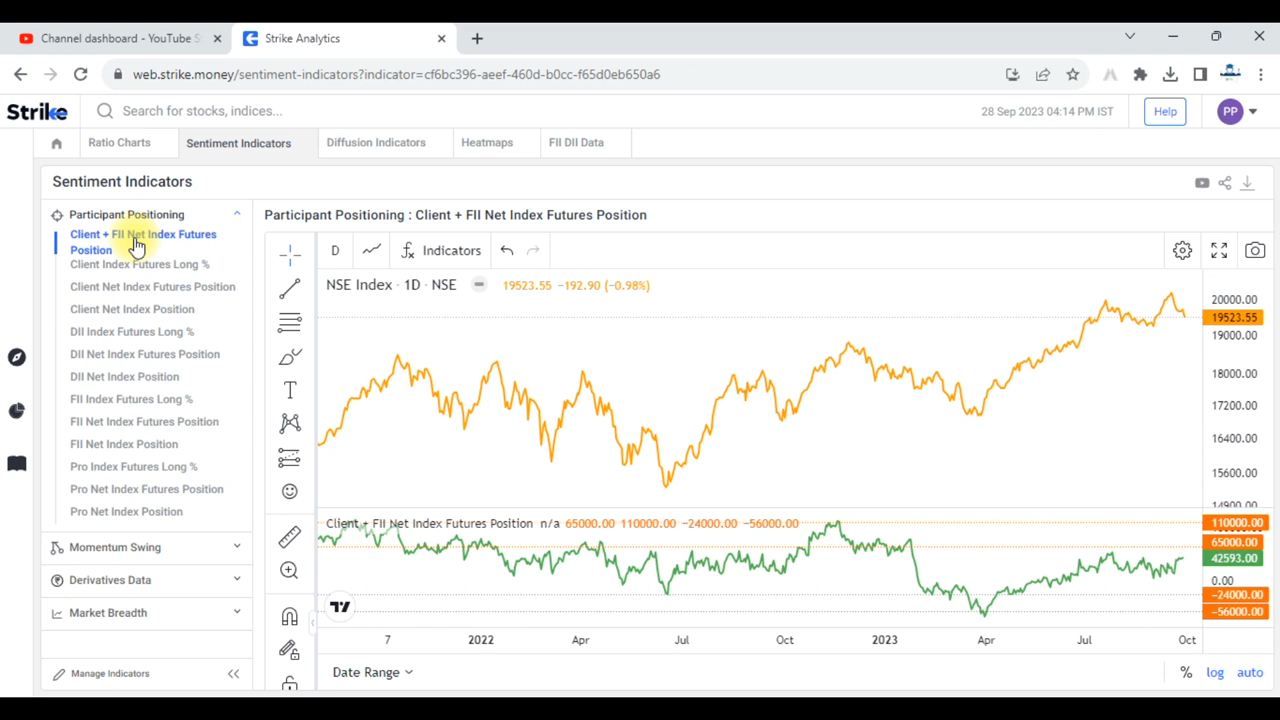 Channel dashboard - YouTube S
Strike Analytics
web.strike.money/sentiment-indicators?indicator=cf6bc396-aeef-460d-b0cc-f65d0eb650a6
Strike
Search for stocks, indices...
28 Sep 2023 04:14 PM IST
Help
PP
Ratio Charts
Sentiment Indicators
Diffusion Indicators
Heatmaps
FII DII Data
Sentiment Indicators
Participant Positioning
Client + FII Net Index Futures
Position
Client Index Futures Long %
Client Net Index Futures Position
Client Net Index Position
DII Index Futures Long %
DII Net Index Futures Position
DII Net Index Position
FII Index Futures Long %
FII Net Index Futures Position
FII Net Index Position
Pro Index Futures Long %
Pro Net Index Futures Position
Pro Net Index Position
Momentum Swing
Derivatives Data
Market Breadth
Manage Indicators
Participant Positioning : Client + FII Net Index Futures Position
D
Indicators
NSE Index · 1D · NSE
19523.55 -192.90 (-0.98%)
20000.00
19523.55
19000.00
18000.00
17200.00
16400.00
15600.00
14900.00
Client + FII Net Index Futures Position n/a 65000.00 110000.00 -24000.00 -56000.00
110000.00
65000.00
42593.00
0.00
-24000.00
-56000.00
7
2022
Apr
Jul
Oct
2023
Apr
Jul
Oct
Date Range
%
log
auto